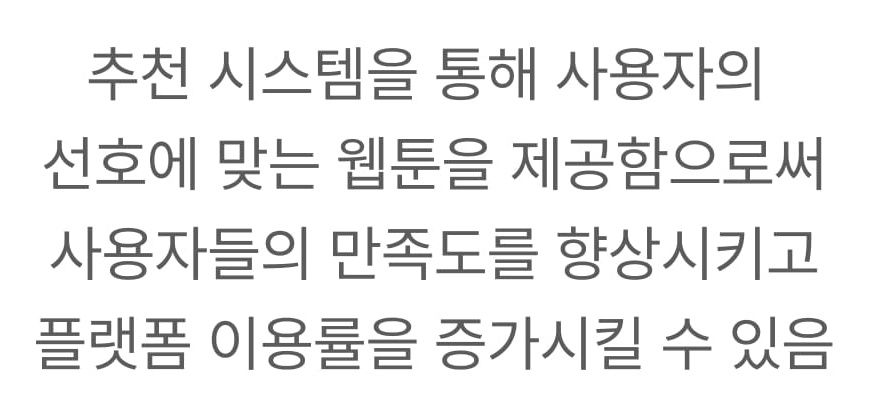 추천 시스템을 통해 사용자의
선호에 맞는 웹툰을 제공함으로써
사용자들의 만족도를 향상시키고
플랫폼 이용률을 증가시킬 수 있음